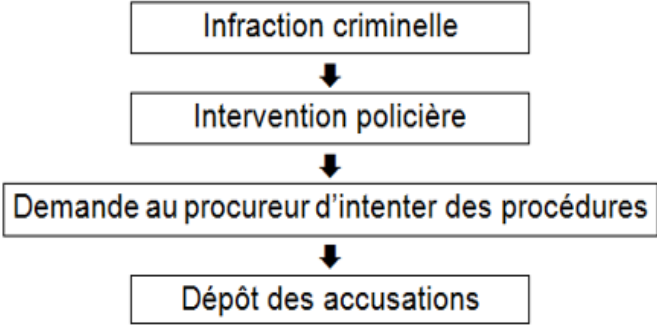 Infraction criminelle
Intervention policière
Demande au procureur d'intenter des procédures
Dépôt des accusations